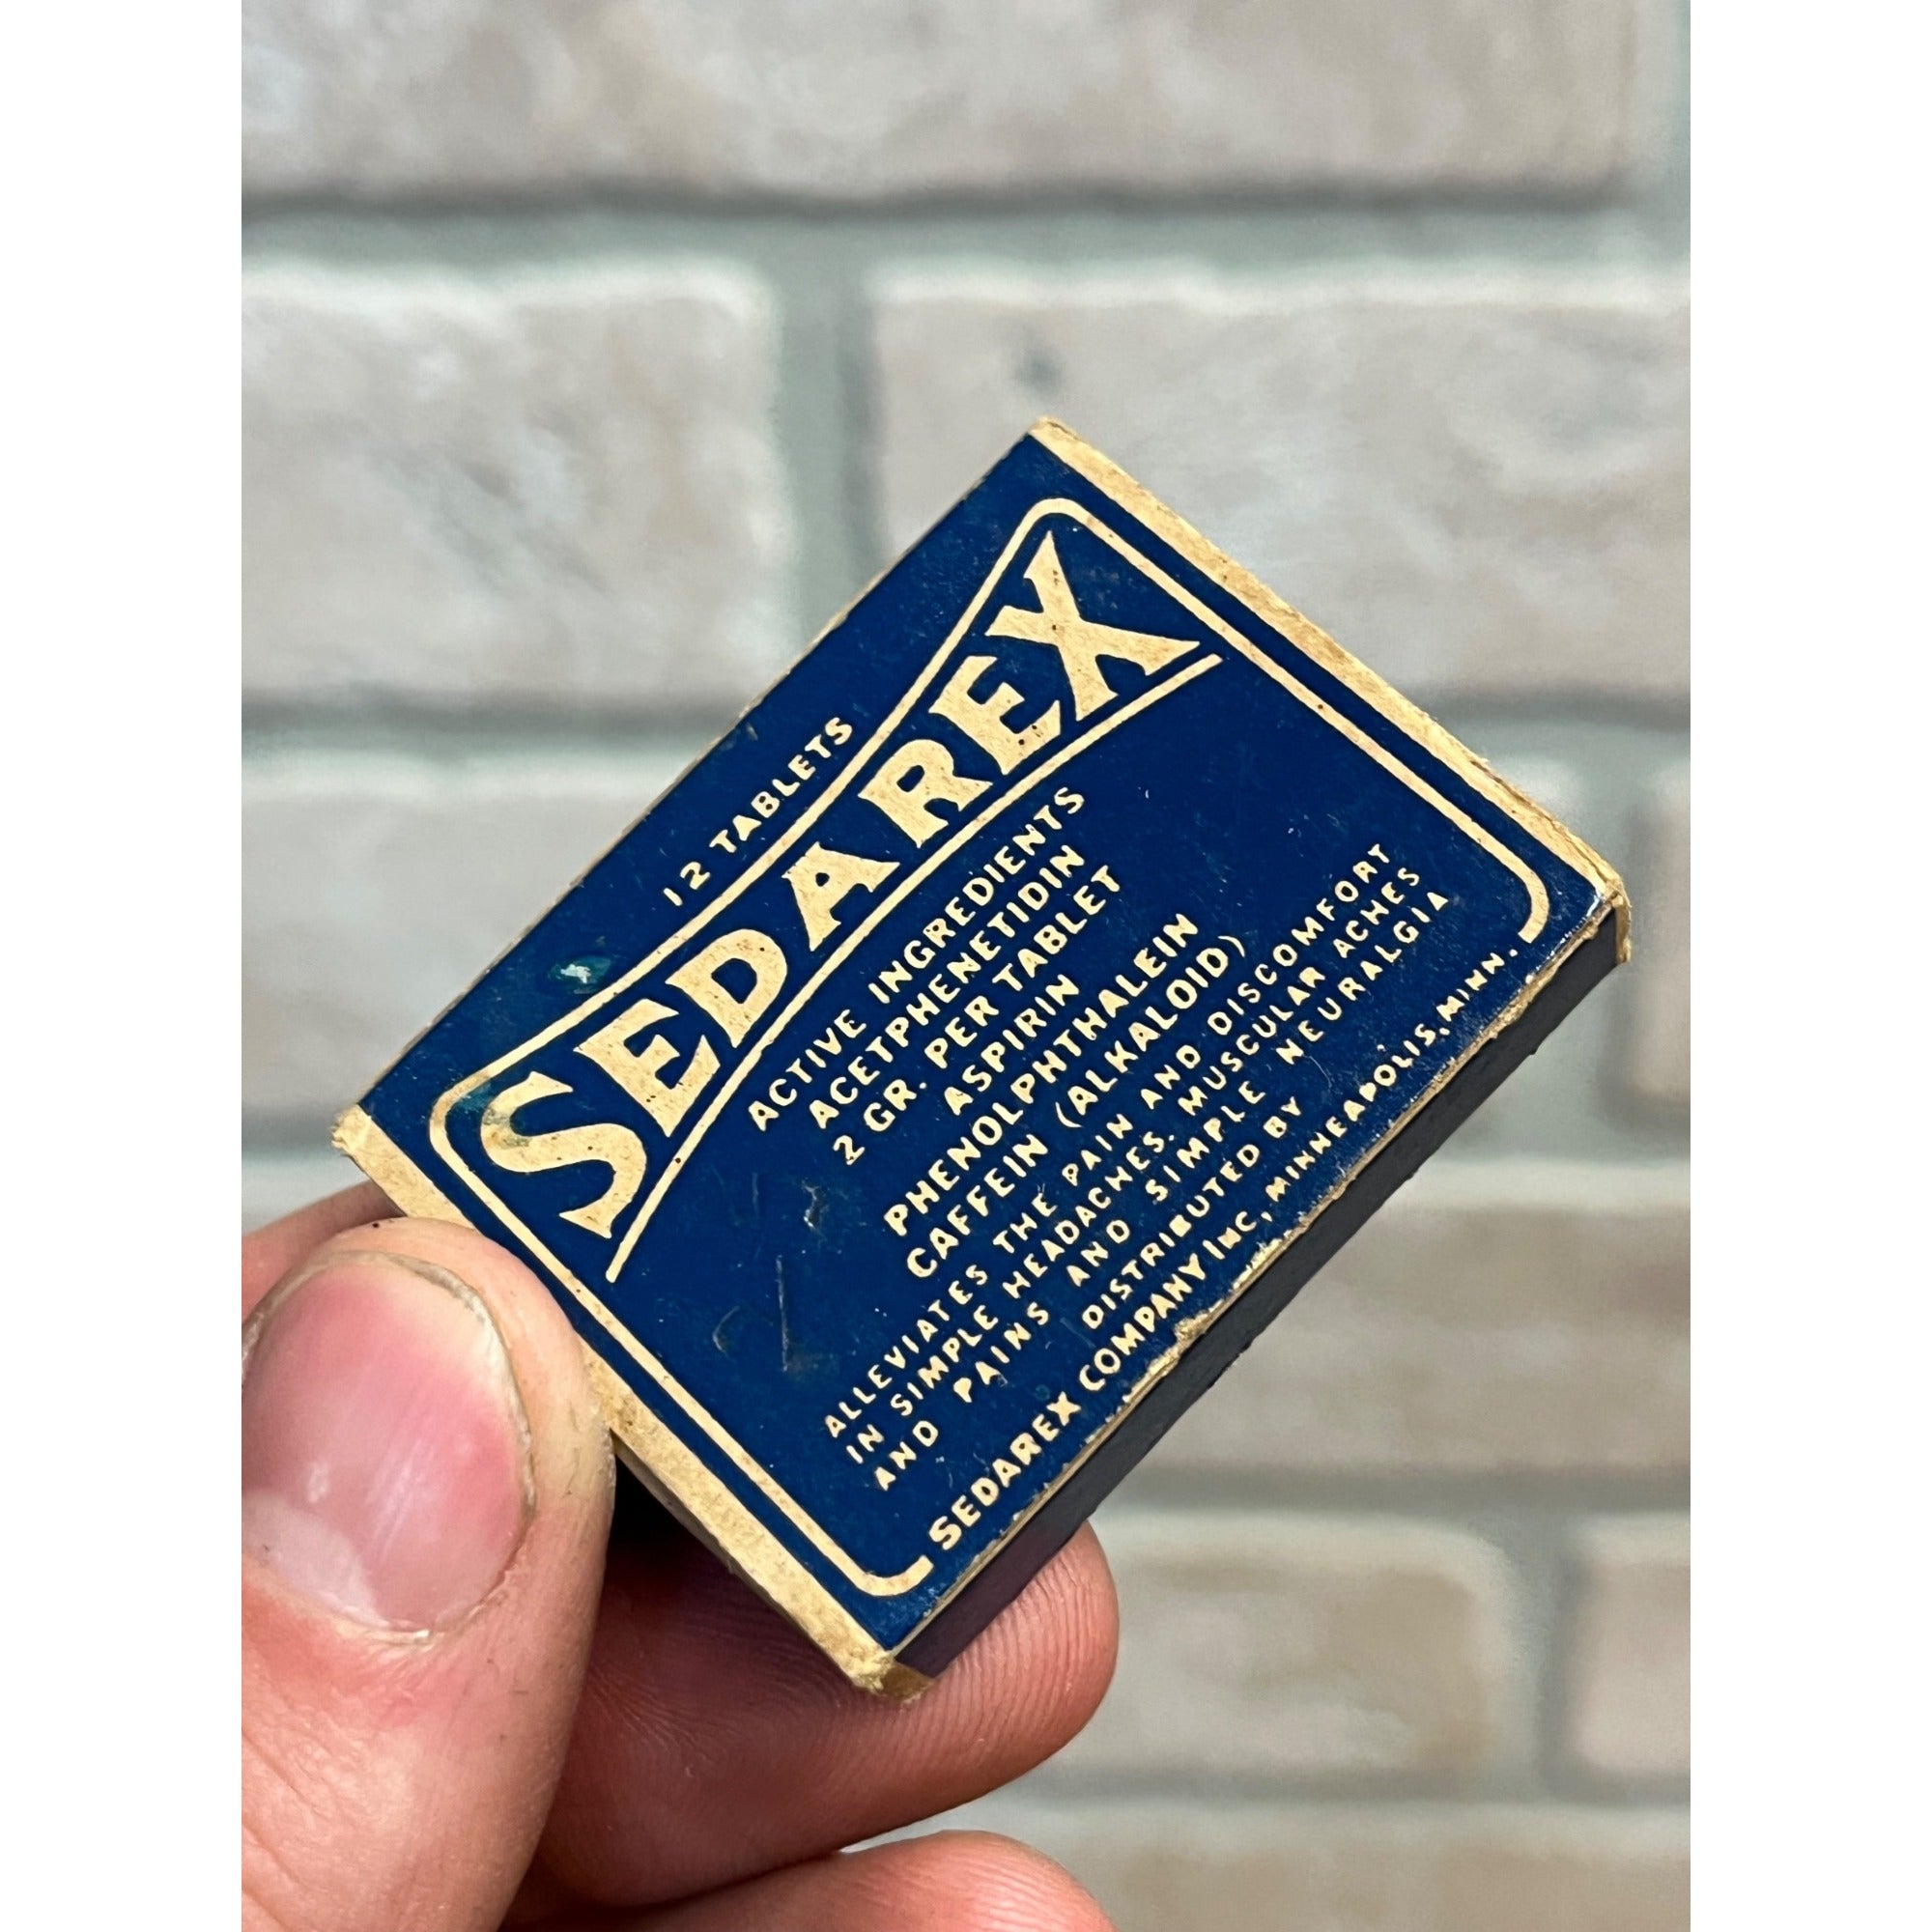 12 TABLETS
SEDAREX
ACTIVE INGREDIENTS
ACETPHENETIDIN
2 GR. PER TABLET
ASPIRIN
PHENOLPHTHALEIN
CAFFEIN (ALKALOID)
ALLEVIATES THE PAIN AND DISCOMFORT
IN SIMPLE HEADACHES. MUSCULAR ACHES
AND PAINS AND SIMPLE NEURALGIA
DISTRIBUTED BY
SEDAREX COMPANY INC, MINNEAPOLIS, MINN.